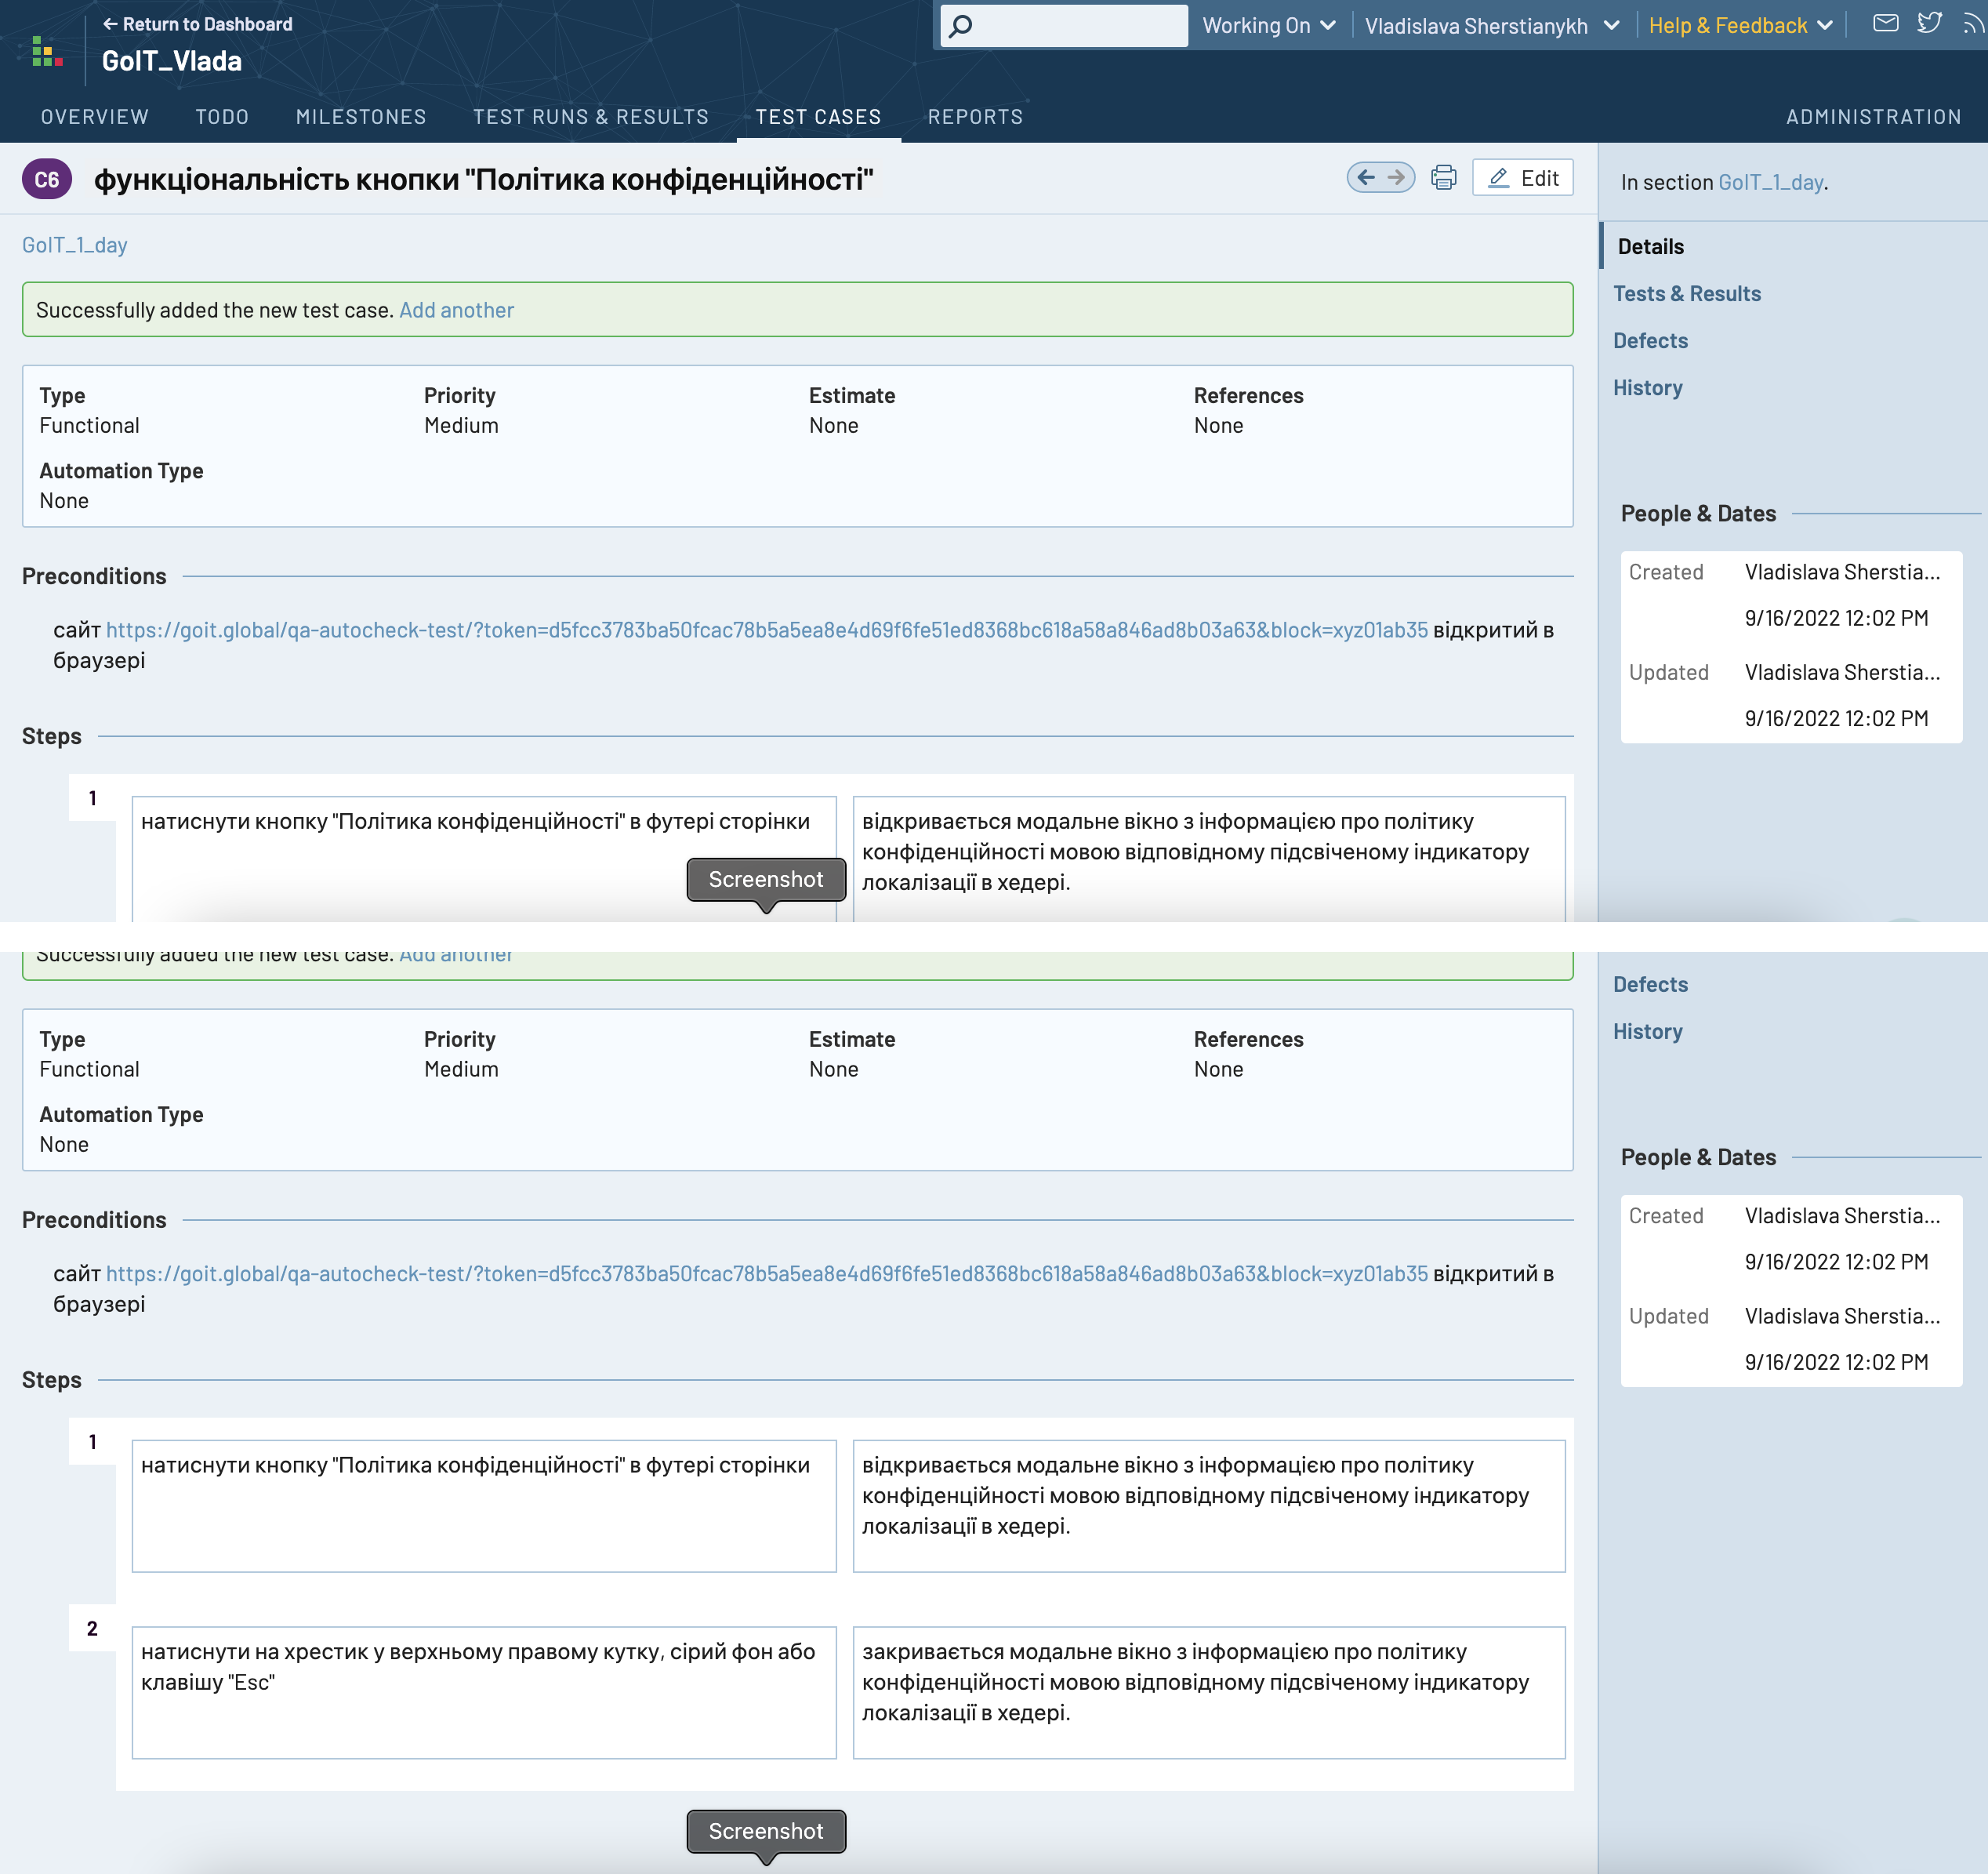 ← Return to Dashboard
GoIT_Vlada
Working On
Vladislava Sherstianykh
Help & Feedback
OVERVIEW TODO MILESTONES TEST RUNS & RESULTS TEST CASES REPORTS ADMINISTRATION
C6 функціональність кнопки "Політика конфіденційності"
Edit
In section GoIT_1_day.
GoIT_1_day
Details
Tests & Results
Defects
History
Successfully added the new test case. Add another
Type Priority Estimate References
Functional Medium None None
Automation Type
None
People & Dates
Created Vladislava Sherstia...
9/16/2022 12:02 PM
Updated Vladislava Sherstia...
9/16/2022 12:02 PM
Preconditions
сайт https://goit.global/qa-autocheck-test/?token=d5fcc3783ba50fcac78b5a5ea8e4d69f6fe51ed8368bc618a58a846ad8b03a63&block=xyz01ab35 відкритий в
браузері
Steps
1
натиснути кнопку "Політика конфіденційності" в футері сторінки
відкривається модальне вікно з інформацією про політику
конфіденційності мовою відповідному підсвіченому індикатору
локалізації в хедері.
Screenshot
Successfully added the new test case. Add another
Defects
History
Type Priority Estimate References
Functional Medium None None
Automation Type
None
People & Dates
Created Vladislava Sherstia...
9/16/2022 12:02 PM
Updated Vladislava Sherstia...
9/16/2022 12:02 PM
Preconditions
сайт https://goit.global/qa-autocheck-test/?token=d5fcc3783ba50fcac78b5a5ea8e4d69f6fe51ed8368bc618a58a846ad8b03a63&block=xyz01ab35 відкритий в
браузері
Steps
1
натиснути кнопку "Політика конфіденційності" в футері сторінки
відкривається модальне вікно з інформацією про політику
конфіденційності мовою відповідному підсвіченому індикатору
локалізації в хедері.
2
натиснути на хрестик у верхньому правому кутку, сірий фон або
клавішу "Esc"
закривається модальне вікно з інформацією про політику
конфіденційності мовою відповідному підсвіченому індикатору
локалізації в хедері.
Screenshot